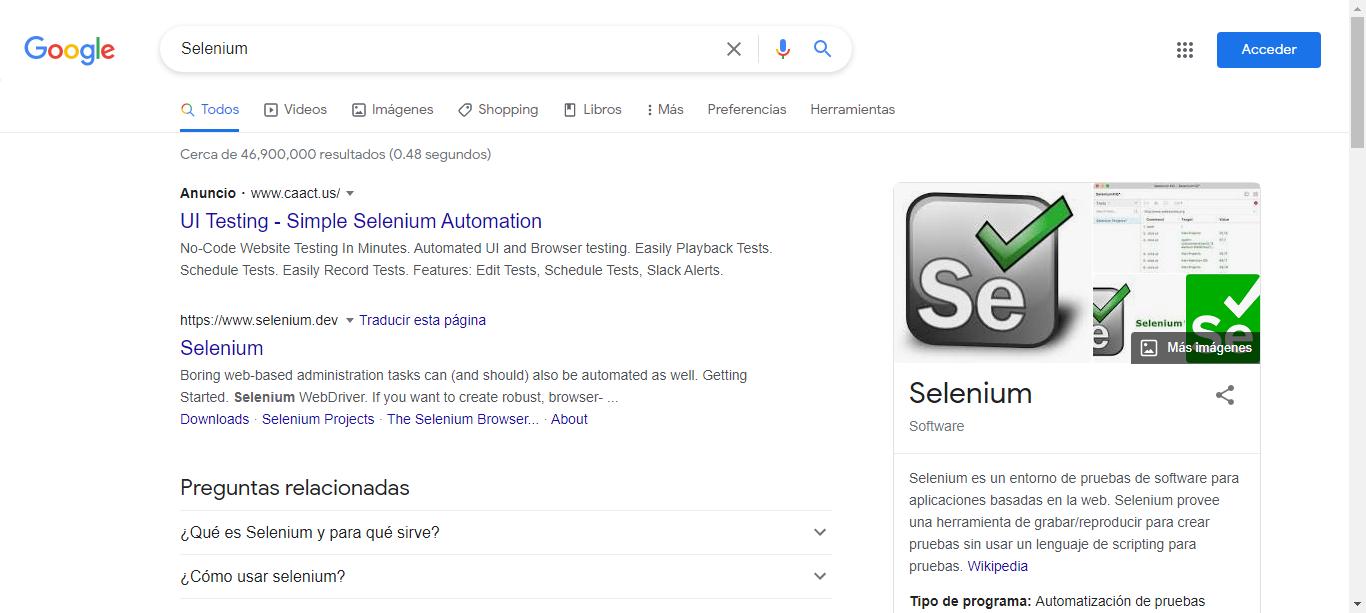 Google
Selenium
Acceder
Todos Videos Imágenes Shopping Libros Más Preferencias Herramientas
Cerca de 46,900,000 resultados (0.48 segundos)
Anuncio · www.caact.us/
UI Testing - Simple Selenium Automation
No-Code Website Testing In Minutes. Automated UI and Browser testing. Easily Playback Tests.
Schedule Tests. Easily Record Tests. Features: Edit Tests, Schedule Tests, Slack Alerts.
https://www.selenium.dev Traducir esta página
Selenium
Boring web-based administration tasks can (and should) also be automated as well. Getting
Started. Selenium WebDriver. If you want to create robust, browser- ...
Downloads · Selenium Projects · The Selenium Browser... · About
Preguntas relacionadas
¿Qué es Selenium y para qué sirve?
¿Cómo usar selenium?
Se
Se
Selenium
Se
Más imágenes
Selenium
Software
Selenium es un entorno de pruebas de software para
aplicaciones basadas en la web. Selenium provee
una herramienta de grabar/reproducir para crear
pruebas sin usar un lenguaje de scripting para
pruebas. Wikipedia
Tipo de programa: Automatización de pruebas